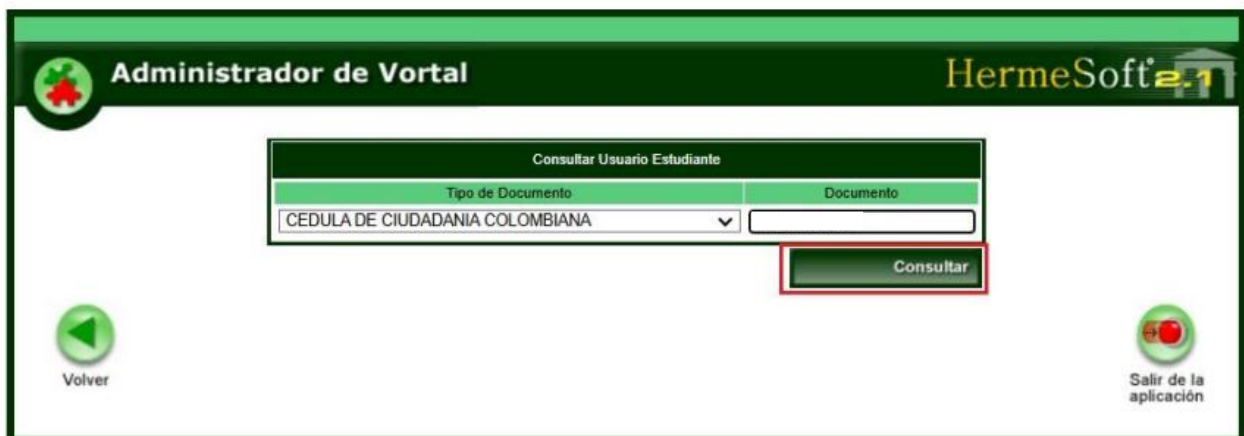 Administrador de Vortal
HermeSoft 2.1
Consultar Usuario Estudiante
Tipo de Documento Documento
CEDULA DE CIUDADANIA COLOMBIANA
Consultar
Volver
Salir de la
aplicación